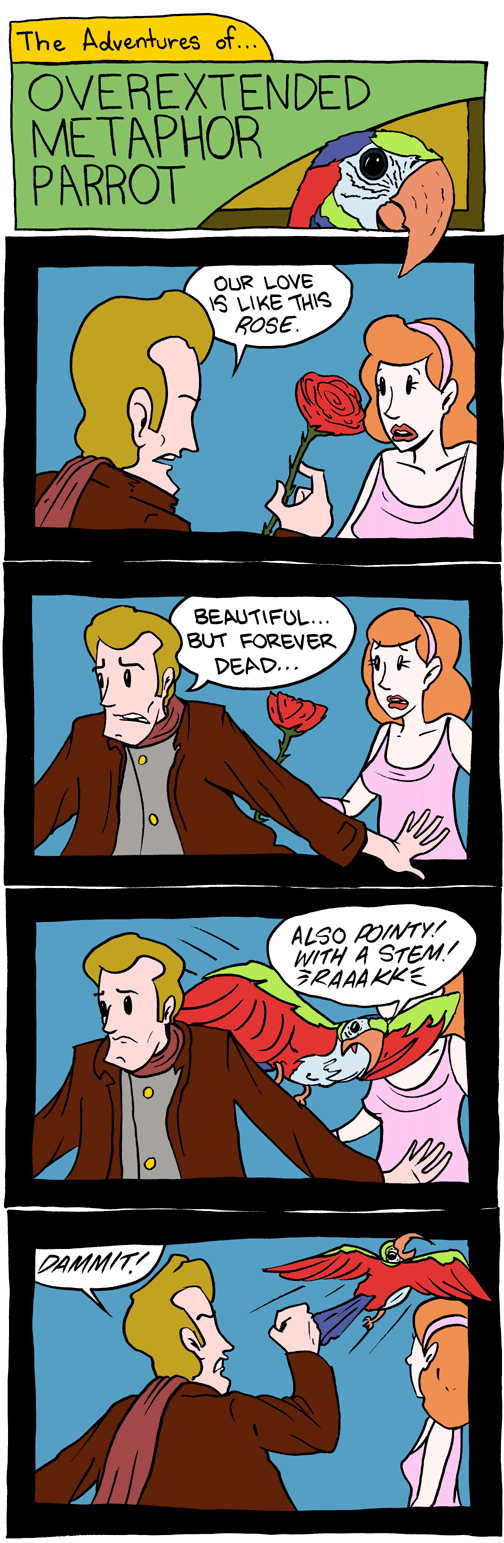 The Adventures of...
OVEREXTENDED
METAPHOR
PARROT
OUR LOVE
IS LIKE THIS
ROSE.
BEAUTIFUL...
BUT FOREVER
DEAD...
ALSO POINTY!
WITH A STEM!
RAAAKK
DAMMIT!